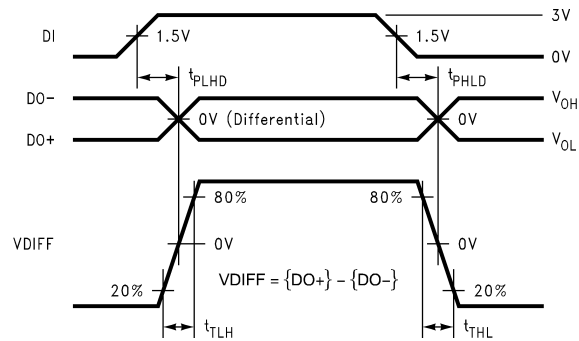 3V
DI
1.5V
1.5V
0V
tPLHD
tPHLD
DO-
VOH
0V (Differential)
0V
DO+
VOL
80%
80%
VDIFF
0V
0V
VDIFF = {DO+} - {DO-}
20%
20%
tTLH
tTHL